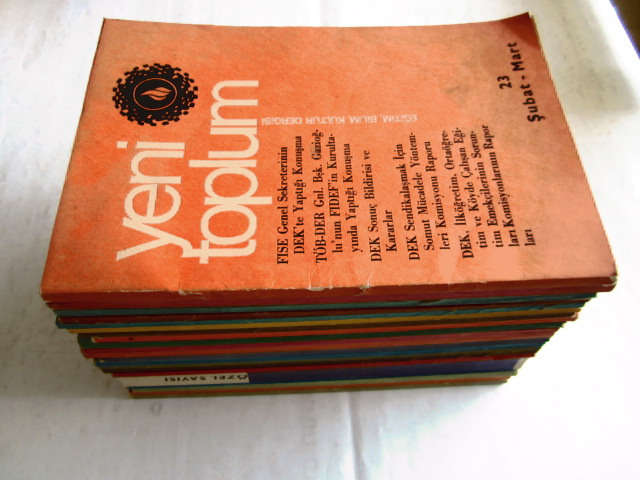 yeni
toplum
EĞİTİM, BİLİM, KÜLTÜR DERGİSİ
23
Şubat - Mart
FISE Genel Sekreterinin
DEK'te Yaptığı Konuşma
TÖB-DER Gnl. Bşk. Gazioğ-
lu'nun FIDEF'in Kurulta-
yında Yaptığı Konuşma
DEK Sonuç Bildirisi ve
Kararlar
DEK Sendikalaşmak İçin
Somut Mücadele Yöntem-
leri Komisyonu Raporu
DEK, İlköğretim, Ortaöğre-
tim ve Köyde Çalışan Eği-
tim Emekçilerinin Sorun-
ları Komisyonlarının Rapor
ları
ÖZEL SAYISI